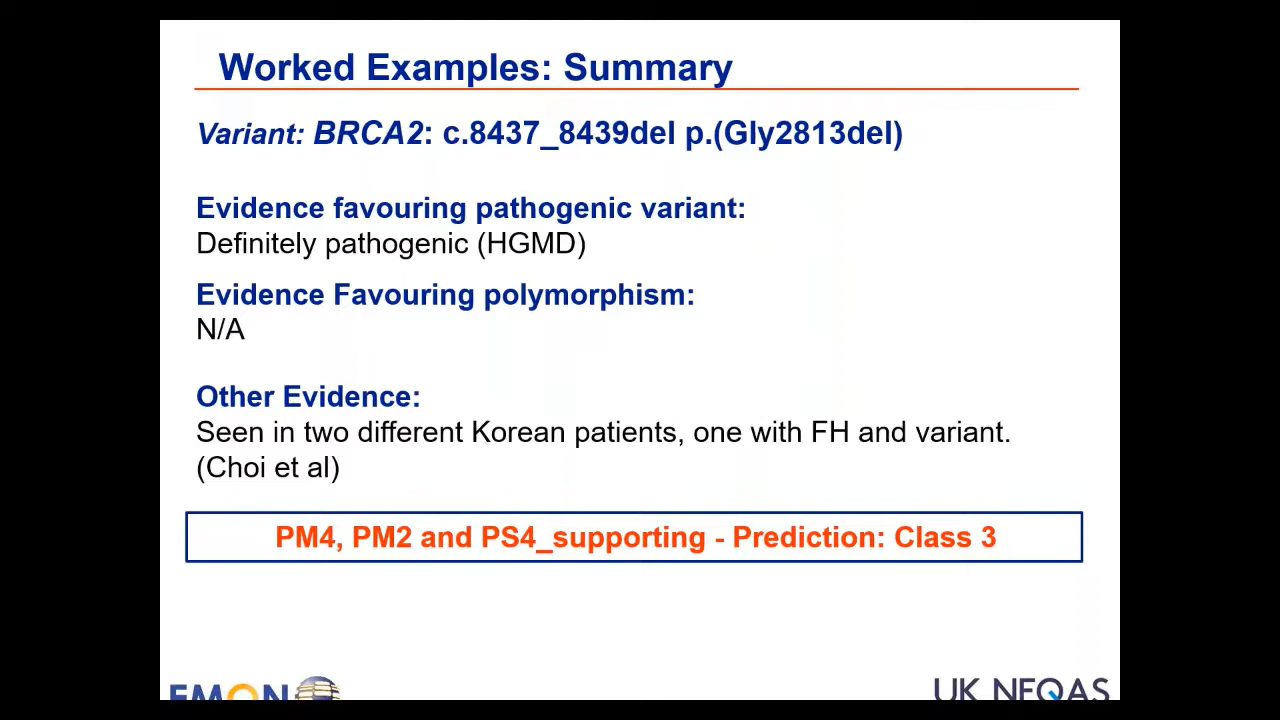 Worked Examples: Summary
Variant: BRCA2: c.8437_8439del p.(Gly2813del)
Evidence favouring pathogenic variant:
Definitely pathogenic (HGMD)
Evidence Favouring polymorphism:
N/A
Other Evidence:
Seen in two different Korean patients, one with FH and variant.
(Choi et al)
PM4, PM2 and PS4_supporting - Prediction: Class 3
EMQN
UK NEQAS